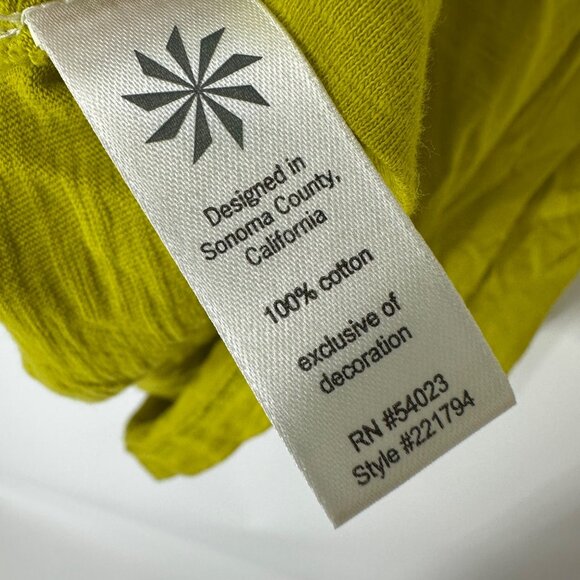 Designed in
Sonoma County,
California
100% cotton
exclusive of
decoration
RN #54023
Style #221794